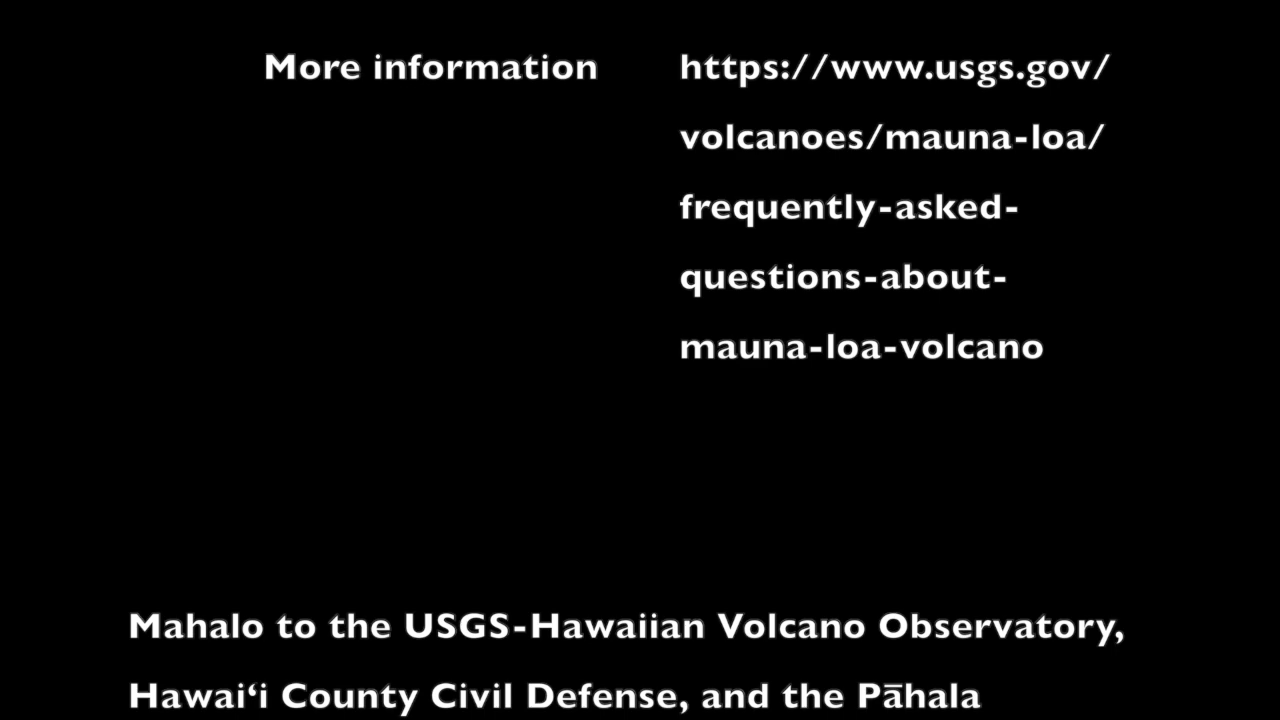 More information https://www.usgs.gov/
volcanoes/mauna-loa/
frequently-asked-
questions-about-
mauna-loa-volcano
Mahalo to the USGS-Hawaiian Volcano Observatory,
Hawaiʻi County Civil Defense, and the Pāhala